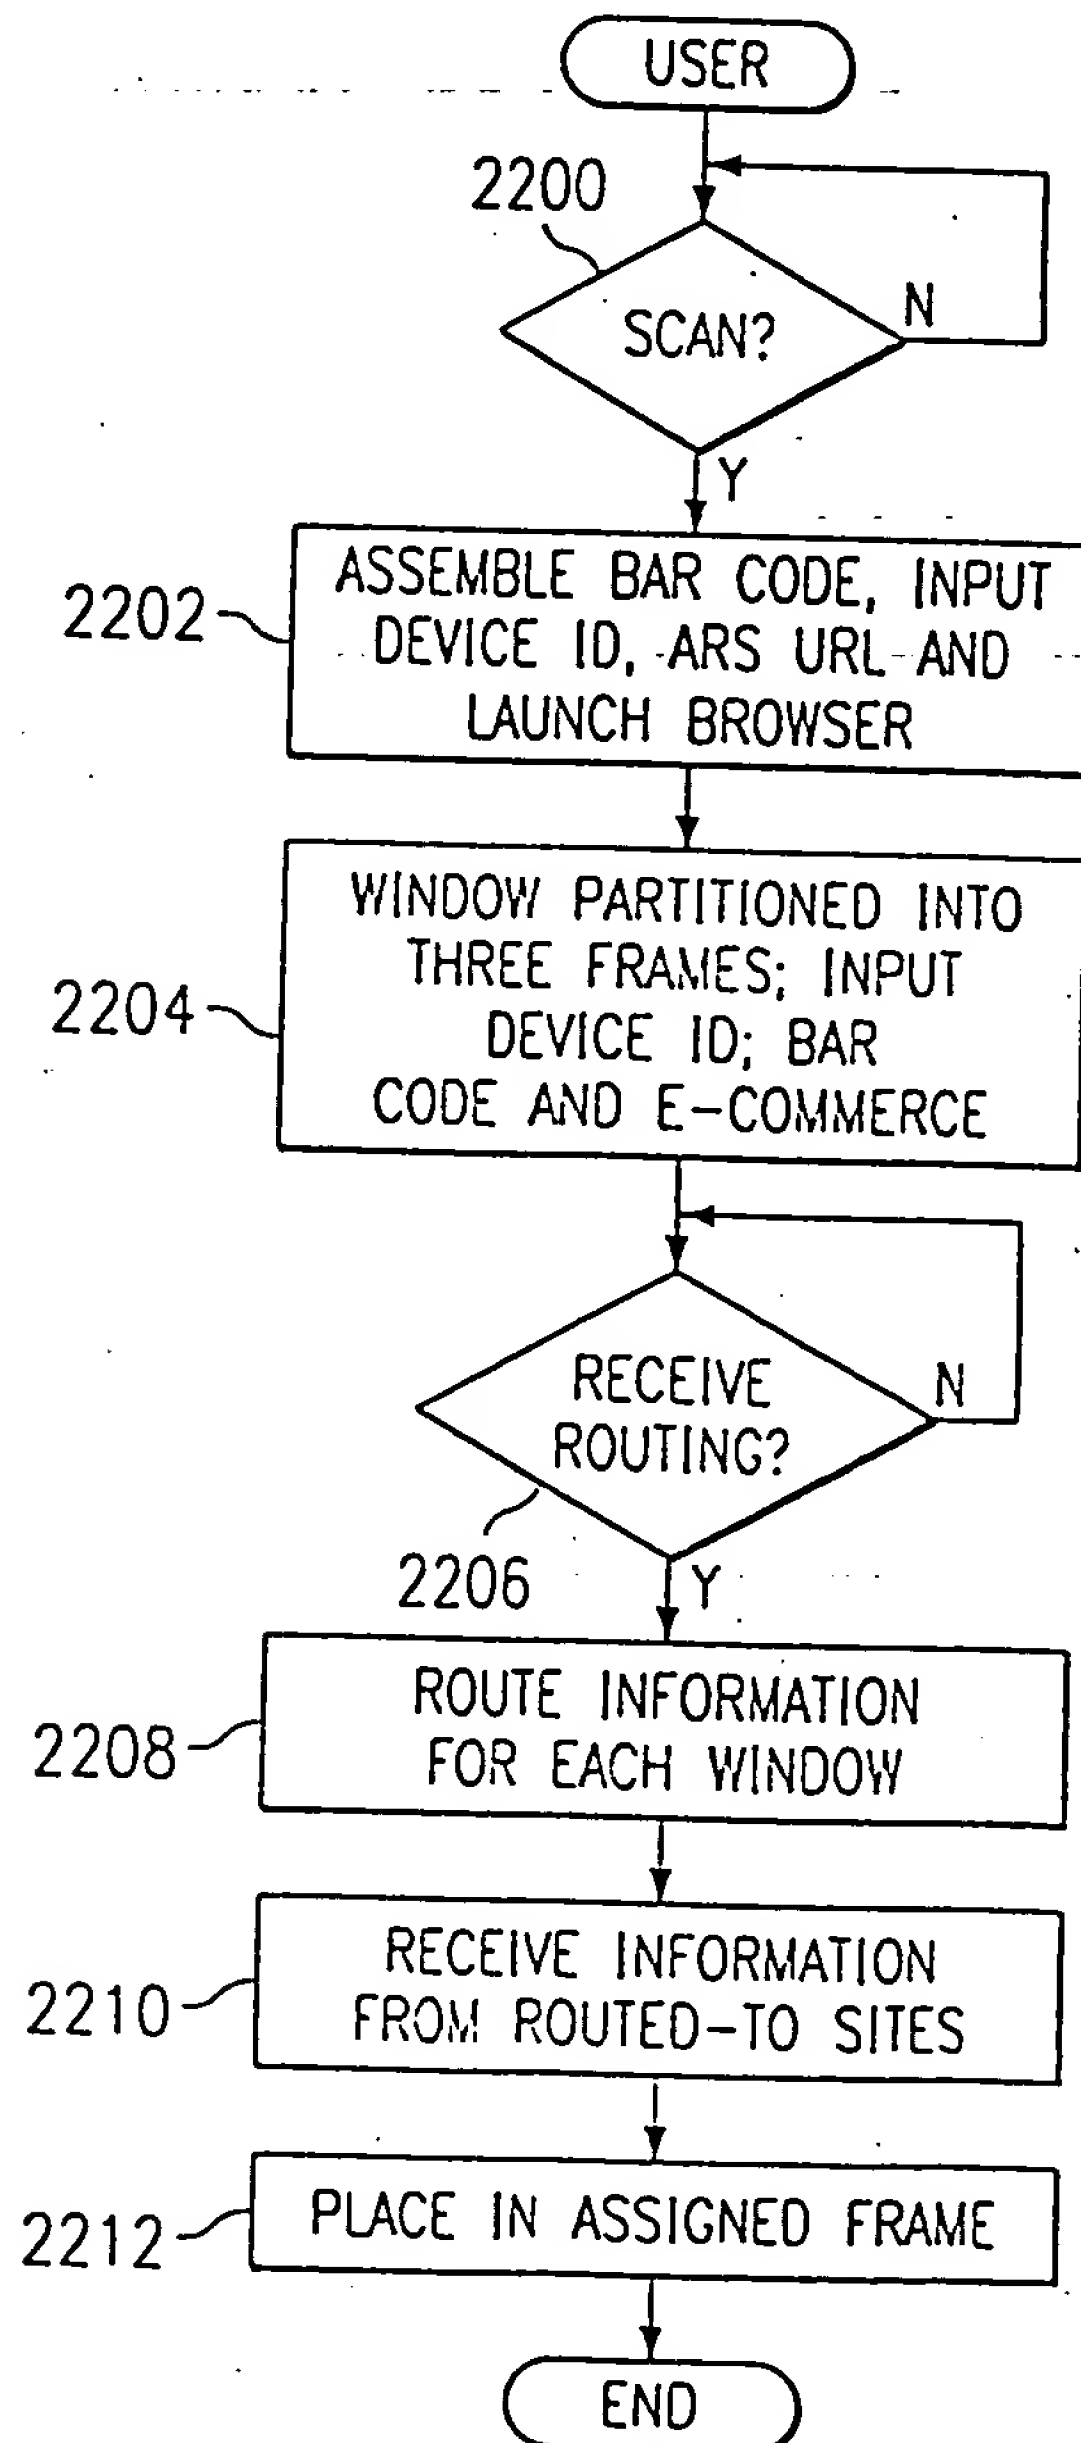 USER
2200
SCAN?
N
Y
2202
ASSEMBLE BAR CODE, INPUT
DEVICE ID, ARS URL AND
LAUNCH BROWSER
2204
WINDOW PARTITIONED INTO
THREE FRAMES; INPUT
DEVICE ID; BAR
CODE AND E-COMMERCE
RECEIVE
ROUTING?
N
2206
Y
2208
ROUTE INFORMATION
FOR EACH WINDOW
2210
RECEIVE INFORMATION
FROM ROUTED-TO SITES
2212
PLACE IN ASSIGNED FRAME
END